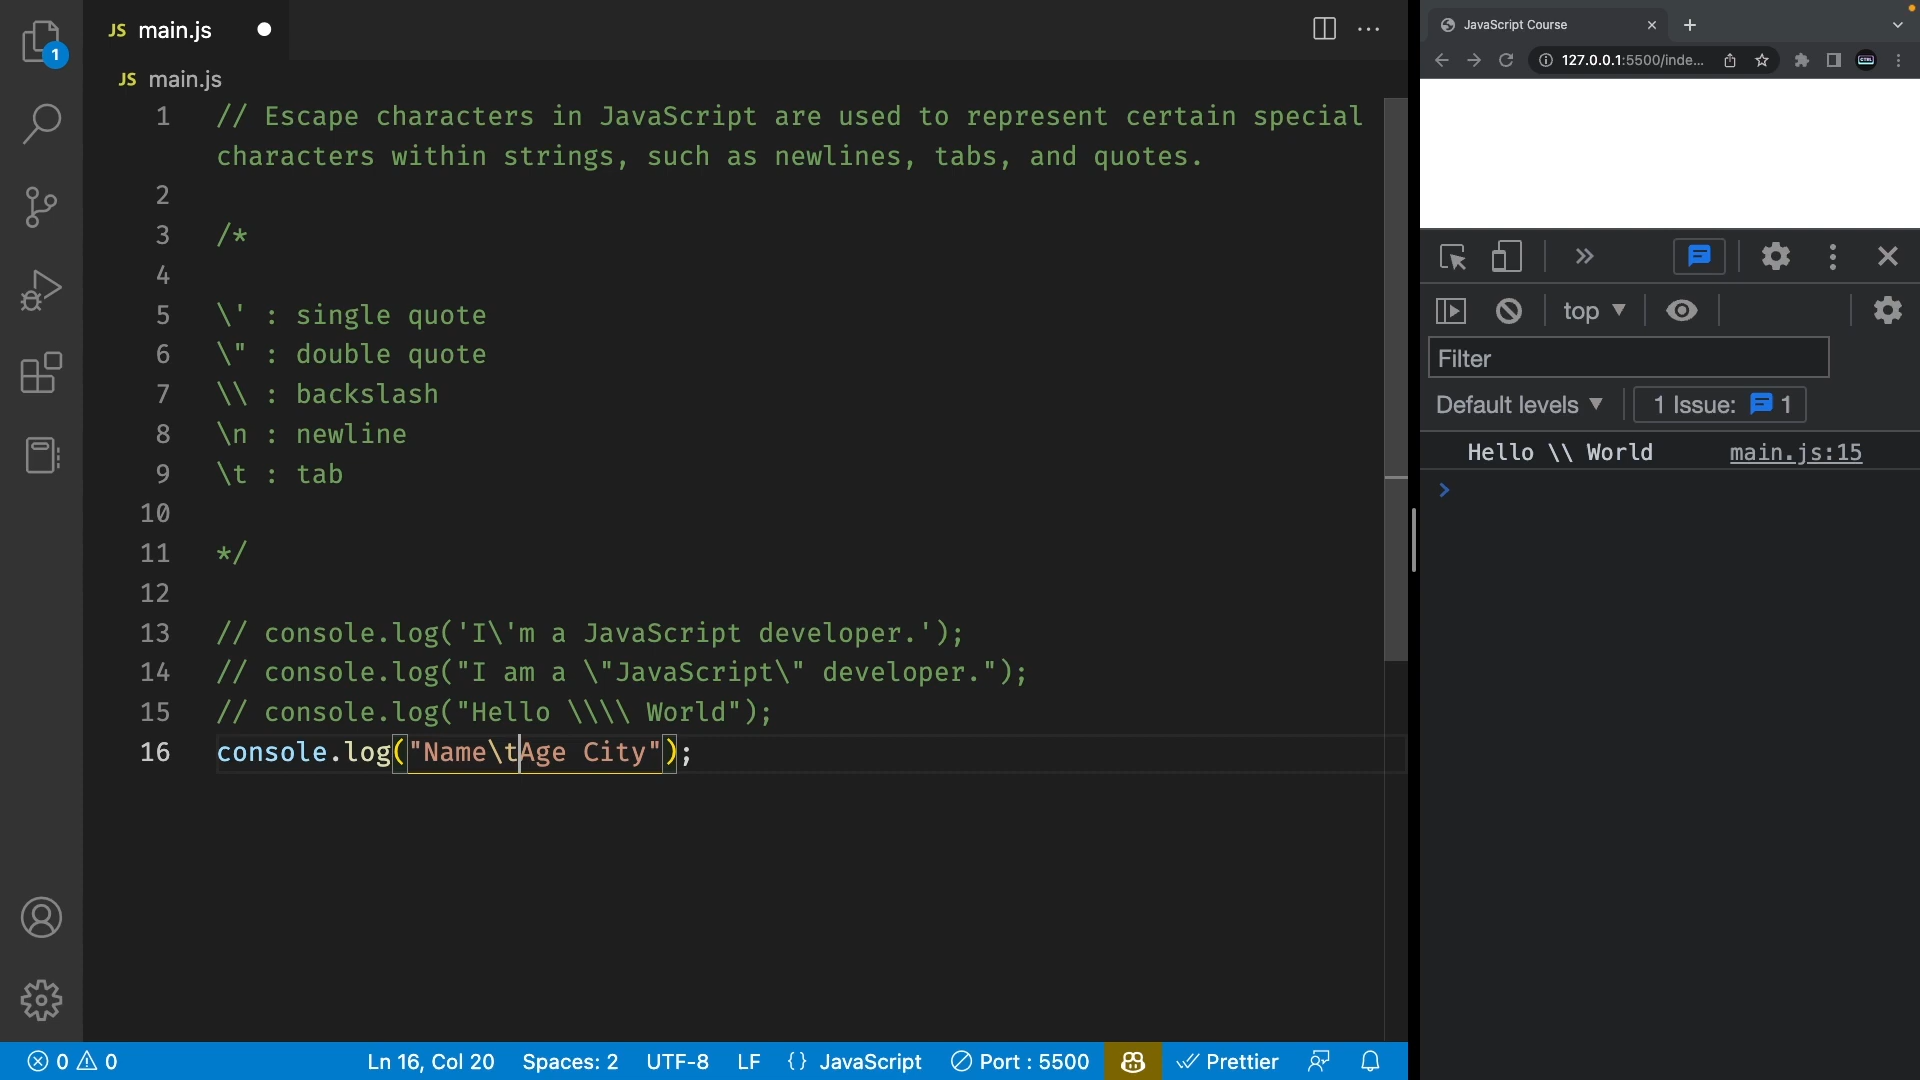 1
JS main.js
JS main.js
1 // Escape characters in JavaScript are used to represent certain special
characters within strings, such as newlines, tabs, and quotes.
2
3 /*
4
5 \' : single quote
6 \" : double quote
7 \\ : backslash
8 \n : newline
9 \t : tab
10
11 */
12
13 // console.log('I\'m a JavaScript developer.');
14 // console.log("I am a \"JavaScript\" developer.");
15 // console.log("Hello \\\\ World");
16 console.log("Name\tAge City");
0 0 Ln 16, Col 20 Spaces: 2 UTF-8 LF {} JavaScript Port : 5500 Prettier
JavaScript Course
127.0.0.1:5500/inde...
top
Filter
Default levels 1 Issue: 1
Hello \\ World main.js:15